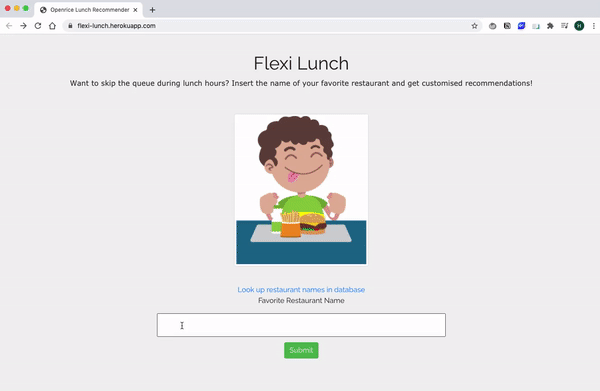 Openrice Lunch Recommender
flexi-lunch.herokuapp.com
Flexi Lunch
Want to skip the queue during lunch hours? Insert the name of your favorite restaurant and get customised recommendations!
Look up restaurant names in database
Favorite Restaurant Name
Submit